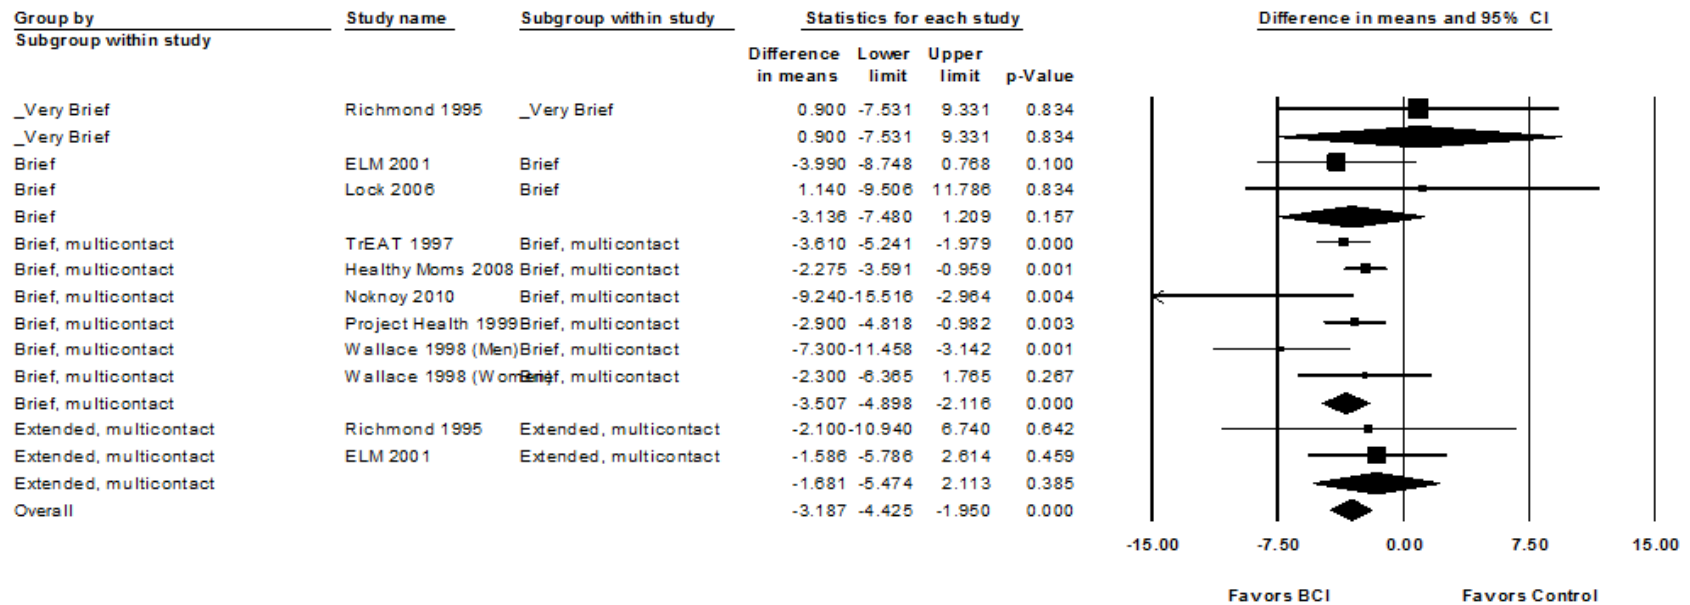 Group by Study name Subgroup within study Statistics for each study Difference in means and 95% CI
Subgroup within study
Difference Lower Upper
in means limit limit p-Value
_Very Brief Richmond 1995 _Very Brief 0.900 -7.531 9.331 0.834
_Very Brief 0.900 -7.531 9.331 0.834
Brief ELM 2001 Brief -3.990 -8.748 0.768 0.100
Brief Lock 2006 Brief 1.140 -9.506 11.786 0.834
Brief -3.136 -7.480 1.209 0.157
Brief, multicontact TrEAT 1997 Brief, multicontact -3.610 -5.241 -1.979 0.000
Brief, multicontact Healthy Moms 2008 Brief, multicontact -2.275 -3.591 -0.959 0.001
Brief, multicontact Noknoy 2010 Brief, multicontact -9.240 -15.516 -2.964 0.004
Brief, multicontact Project Health 1999 Brief, multicontact -2.900 -4.818 -0.982 0.003
Brief, multicontact Wallace 1998 (Men) Brief, multicontact -7.300 -11.458 -3.142 0.001
Brief, multicontact Wallace 1998 (Women) Brief, multicontact -2.300 -6.365 1.765 0.267
Brief, multicontact -3.507 -4.898 -2.116 0.000
Extended, multicontact Richmond 1995 Extended, multicontact -2.100 -10.940 6.740 0.642
Extended, multicontact ELM 2001 Extended, multicontact -1.586 -5.786 2.614 0.459
Extended, multicontact -1.681 -5.474 2.113 0.385
Overall -3.187 -4.425 -1.950 0.000
-15.00 -7.50 0.00 7.50 15.00
Favors BCI Favors Control